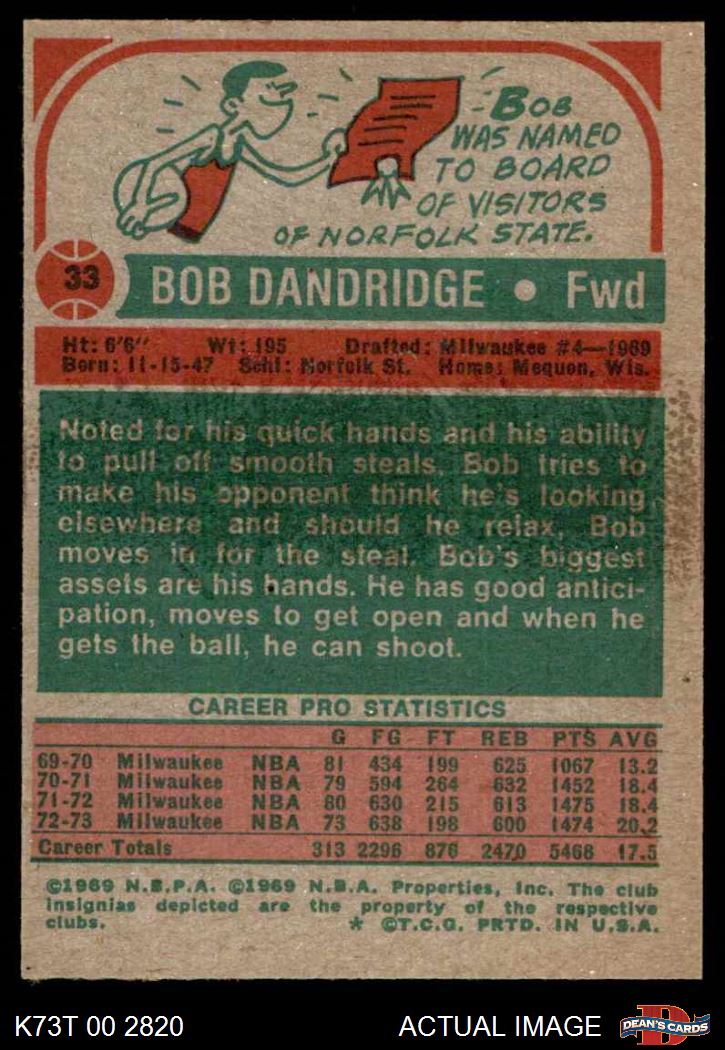 BOB
WAS NAMED
TO BOARD
OF VISITORS
OF NORFOLK STATE.
33 BOB DANDRIDGE • Fwd
Ht: 6'6" Wt: 195 Drafted: Milwaukee #4—1969
Born: 11-15-47 Schl: Norfolk St. Home: Mequon, Wis.
Noted for his quick hands and his ability
to pull off smooth steals. Bob tries to
make his opponent think he's looking
elsewhere and should he relax, Bob
moves in for the steal. Bob's biggest
assets are his hands. He has good antici-
pation, moves to get open and when he
gets the ball, he can shoot.
CAREER PRO STATISTICS
G FG FT REB PTS AVG
69-70 Milwaukee NBA 81 434 199 625 1067 13.2
70-71 Milwaukee NBA 79 594 264 632 1452 18.4
71-72 Milwaukee NBA 80 630 215 613 1475 18.4
72-73 Milwaukee NBA 73 638 198 600 1474 20.2
Career Totals 313 2296 876 2470 5468 17.5
©1969 N.B.P.A. ©1969 N.B.A. Properties, Inc. The club
insignias depicted are the property of the respective
clubs. * ©T.C.G. PRTD. IN U.S.A.
K73T 00 2820 ACTUAL IMAGE D DEAN'S CARDS